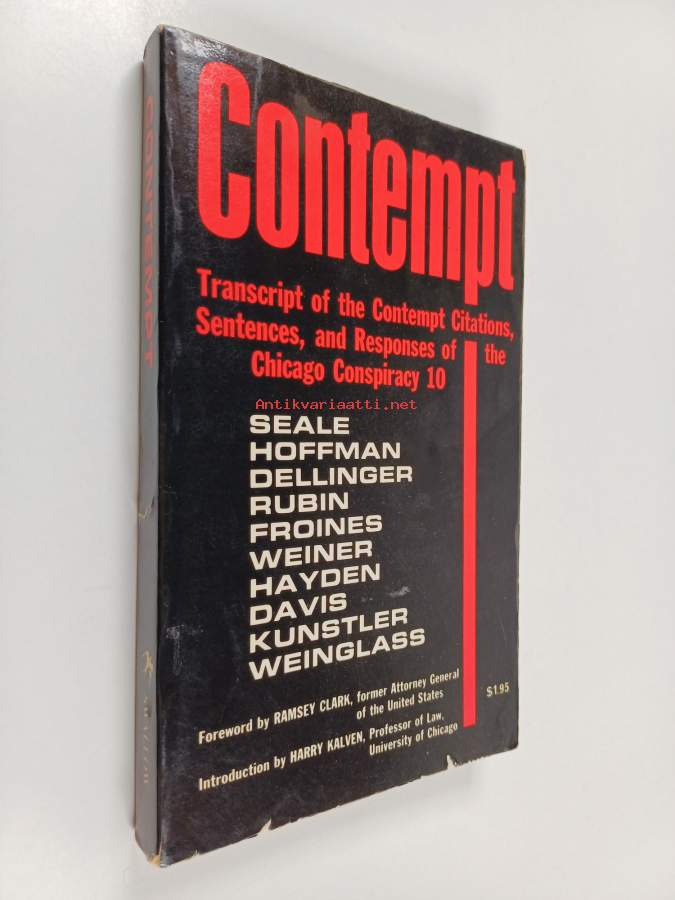 Contempt
Transcript of the Contempt Citations,
Sentences, and Responses of the
Chicago Conspiracy 10
Antikvariaatti.net
SEALE
HOFFMAN
DELLINGER
RUBIN
FROINES
WEINER
HAYDEN
DAVIS
KUNSTLER
WEINGLASS
Foreword by RAMSEY CLARK, former Attorney General
of the United States
$1.95
Introduction by HARRY KALVEN, Professor of Law,
University of Chicago
CONTEMPT